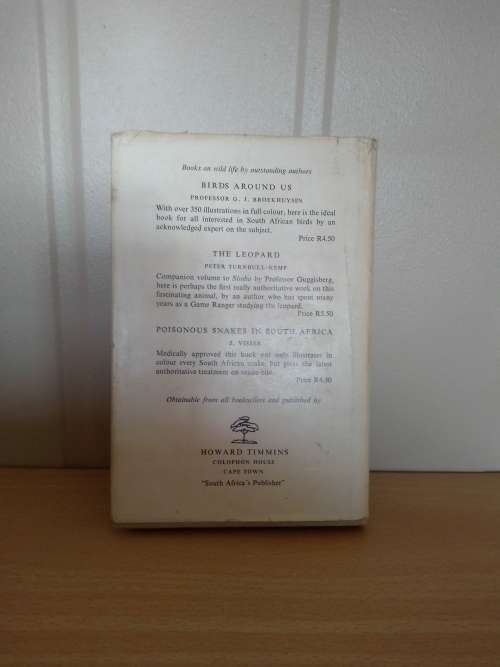 Books on wild life by outstanding authors
BIRDS AROUND US
PROFESSOR G. J. BROEKHUYSEN
With over 350 illustrations in full colour, here is the ideal
book for all interested in South African birds by an
acknowledged expert on the subject.
Price R4.50
THE LEOPARD
PETER TURNBULL-KEMP
Companion volume to Simba by Professor Guggisberg,
here is perhaps the first really authoritative work on this
fascinating animal, by an author who has spent many
years as a Game Ranger studying the leopard.
Price R5.50
POISONOUS SNAKES IN SOUTH AFRICA
J. VISSER
Medically approved this book not only illustrates in
colour every South African snake, but gives the latest
authoritative treatment on snake-bite.
Price R4.80
Obtainable from all booksellers and published by
HOWARD TIMMINS
COLOPHON HOUSE
CAPE TOWN
"South Africa's Publisher"